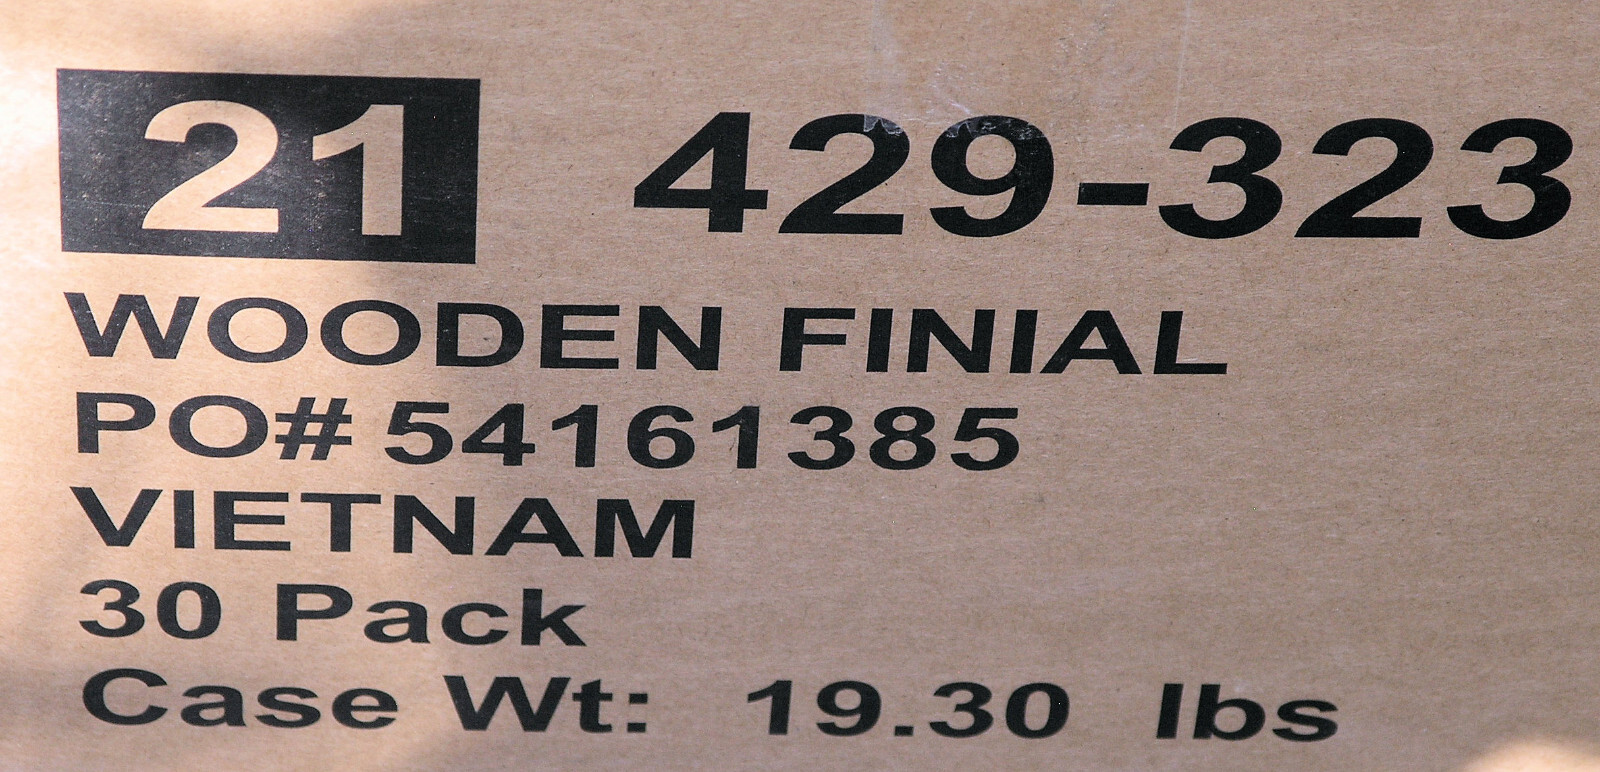 21 429-323
WOODEN FINIAL
PO# 54161385
VIETNAM
30 Pack
Case Wt: 19.30 lbs